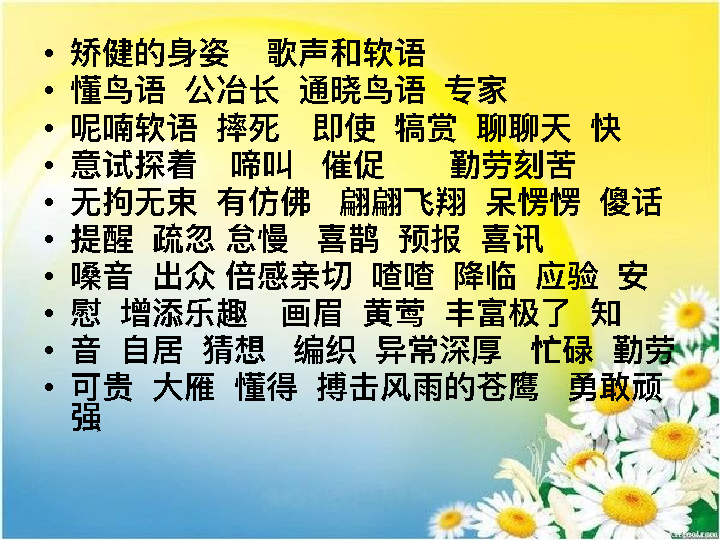 • 矫健的身姿 歌声和软语
• 懂鸟语 公冶长 通晓鸟语 专家
• 呢喃软语 摔死 即使 犒赏 聊聊天 快
• 意试探着 啼叫 催促 勤劳刻苦
• 无拘无束 有仿佛 翩翩飞翔 呆愣愣 傻话
• 提醒 疏忽 怠慢 喜鹊 预报 喜讯
• 嗓音 出众 倍感亲切 喳喳 降临 应验 安
• 慰 增添乐趣 画眉 黄莺 丰富极了 知
• 音 自居 猜想 编织 异常深厚 忙碌 勤劳
• 可贵 大雁 懂得 搏击风雨的苍鹰 勇敢顽
强